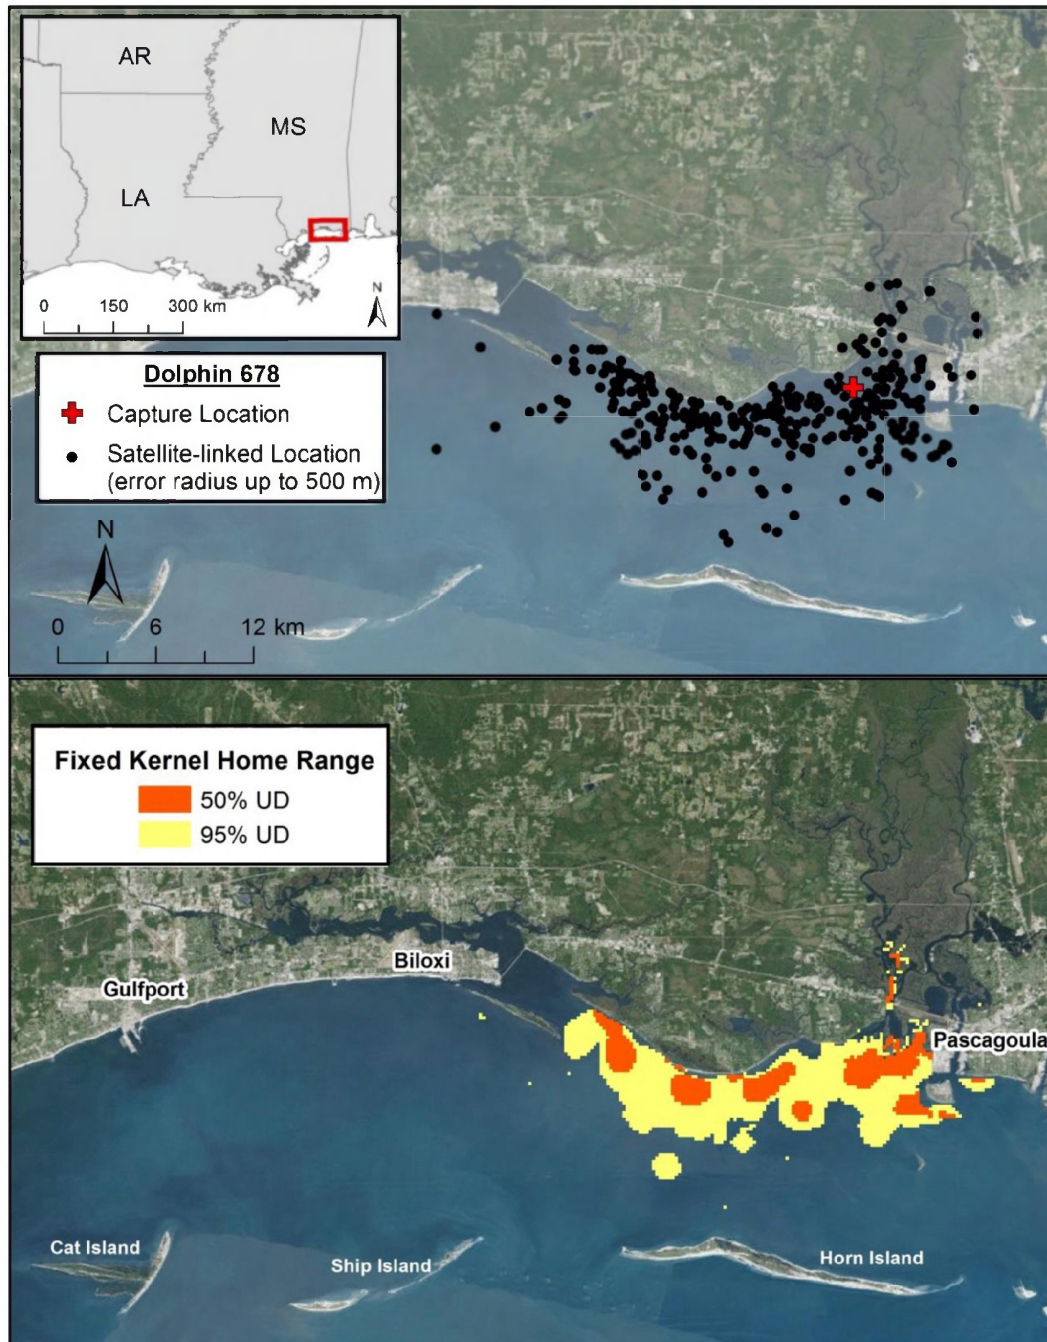 AR
MS
LA
0 150 300 km
N
Dolphin 678
Capture Location
Satellite-linked Location
(error radius up to 500 m)
N
0 6 12 km
Fixed Kernel Home Range
50% UD
95% UD
Biloxi
Gulfport
Pascagoula
Cat Island
Ship Island
Horn Island